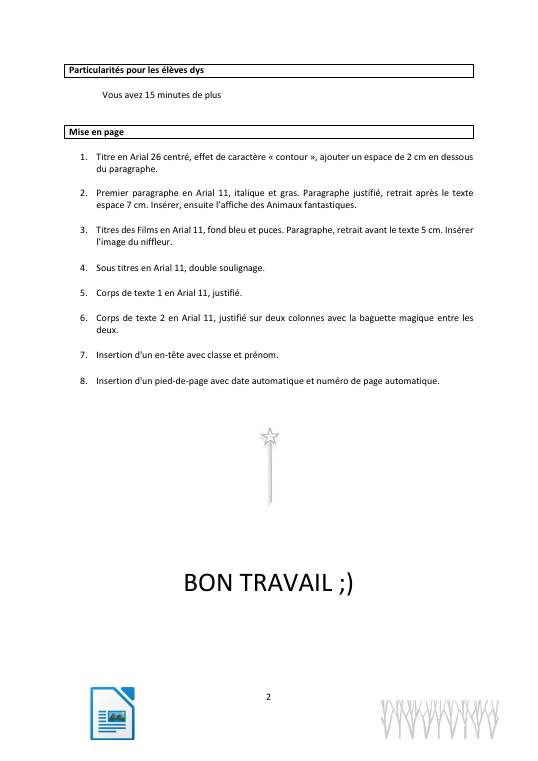 Particularités pour les élèves dys
Vous avez 15 minutes de plus
Mise en page
1. Titre en Arial 26 centré, effet de caractère « contour », ajouter un espace de 2 cm en dessous
du paragraphe.
2. Premier paragraphe en Arial 11, italique et gras. Paragraphe justifié, retrait après le texte
espace 7 cm. Insérer, ensuite l'affiche des Animaux fantastiques.
3. Titres des Films en Arial 11, fond bleu et puces. Paragraphe, retrait avant le texte 5 cm. Insérer
l'image du niffleur.
4. Sous titres en Arial 11, double soulignage.
5. Corps de texte 1 en Arial 11, justifié.
6. Corps de texte 2 en Arial 11, justifié sur deux colonnes avec la baguette magique entre les
deux.
7. Insertion d'un en-tête avec classe et prénom.
8. Insertion d'un pied-de-page avec date automatique et numéro de page automatique.
BON TRAVAIL ;)
2